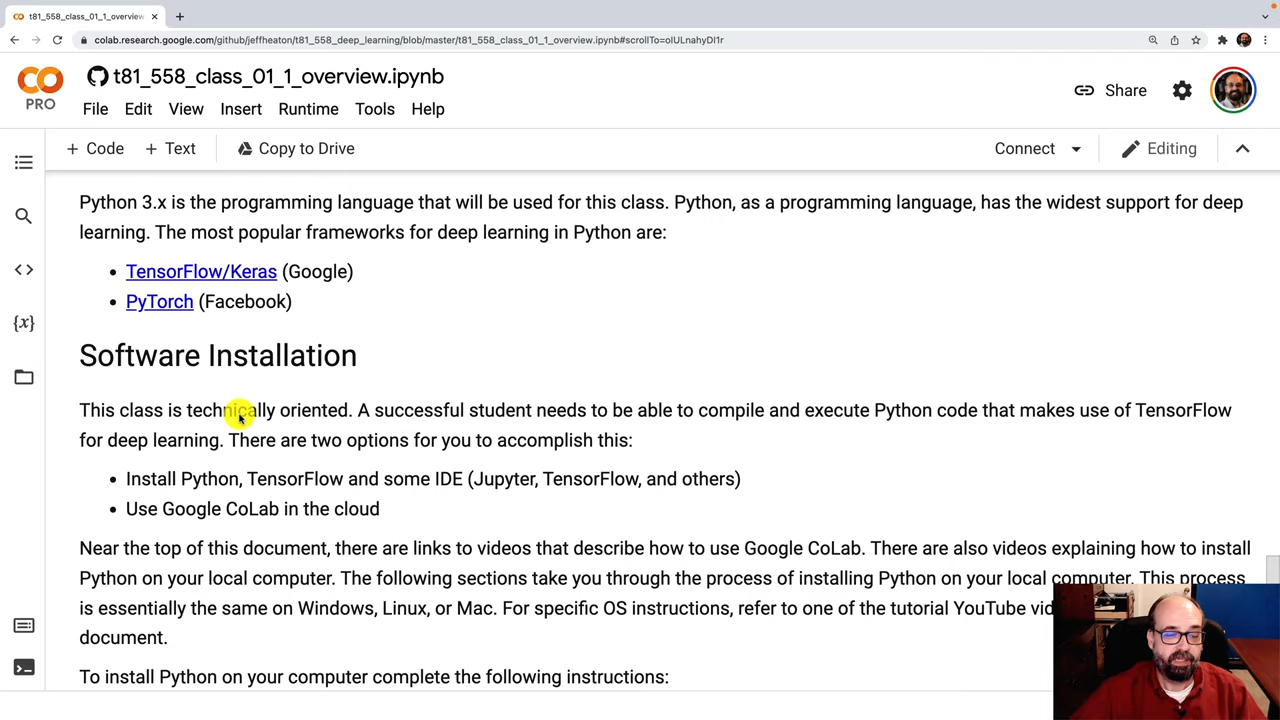 t81_558_class_01_1_overview.ip
colab.research.google.com/github/jeffheaton/t81_558_deep_learning/blob/master/t81_558_class_01_1_overview.ipynb#scrollTo=oIULnahyDI1r
PRO
t81_558_class_01_1_overview.ipynb
File Edit View Insert Runtime Tools Help
Share
+ Code + Text Copy to Drive Connect Editing
Python 3.x is the programming language that will be used for this class. Python, as a programming language, has the widest support for deep
learning. The most popular frameworks for deep learning in Python are:
• TensorFlow/Keras (Google)
• PyTorch (Facebook)
{x}
Software Installation
This class is technically oriented. A successful student needs to be able to compile and execute Python code that makes use of TensorFlow
for deep learning. There are two options for you to accomplish this:
• Install Python, TensorFlow and some IDE (Jupyter, TensorFlow, and others)
• Use Google CoLab in the cloud
Near the top of this document, there are links to videos that describe how to use Google CoLab. There are also videos explaining how to install
Python on your local computer. The following sections take you through the process of installing Python on your local computer. This process
is essentially the same on Windows, Linux, or Mac. For specific OS instructions, refer to one of the tutorial YouTube
document.
To install Python on your computer complete the following instructions: